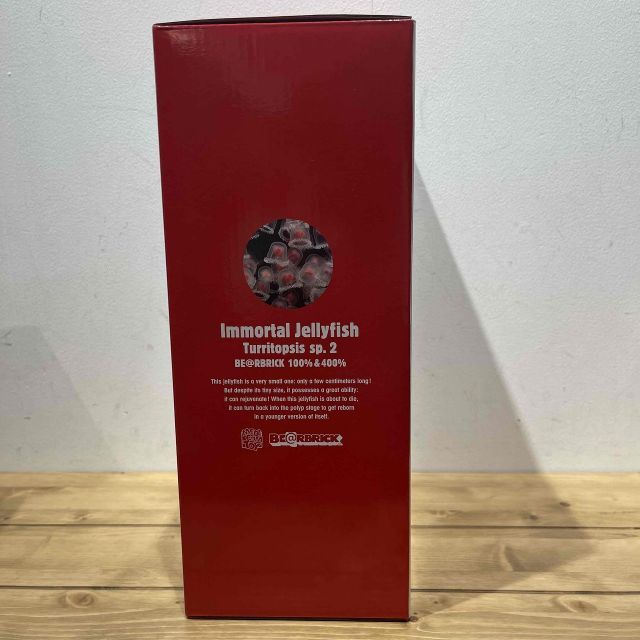 Immortal Jellyfish
Turritopsis sp. 2
BE@RBRICK 100% & 400%
This jellyfish is a very small one: only a few centimeters long!
But despite its tiny size, it possesses a great ability:
it can rejuvenate! When this jellyfish is about to die,
it can turn back into the polyp stage to get reborn
in a younger version of itself.
BE@RBRICK